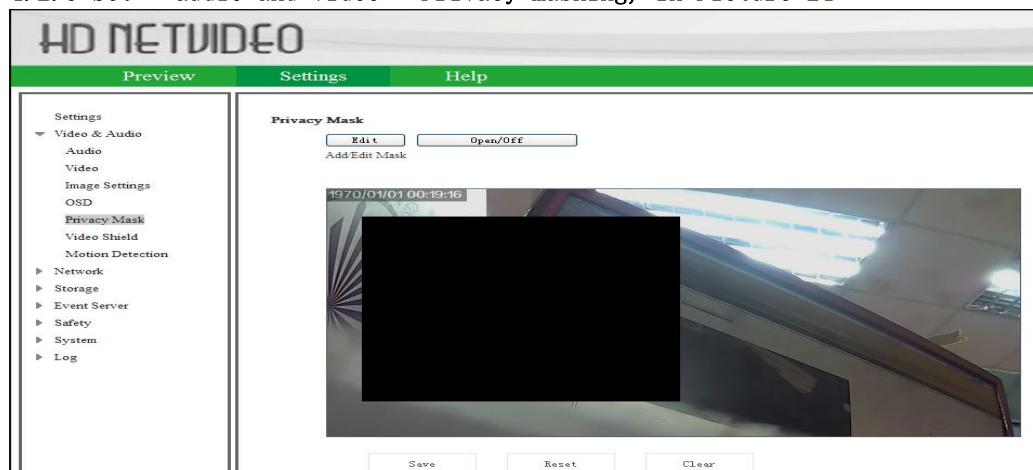 HD NETVIDEO
Preview Settings Help
Settings
Video & Audio
Audio
Video
Image Settings
OSD
Privacy Mask
Video Shield
Motion Detection
Network
Storage
Event Server
Safety
System
Log
Privacy Mask
Edit Open/Off
Add/Edit Mask
1970/01/01 00:19:16
Save Reset Clear